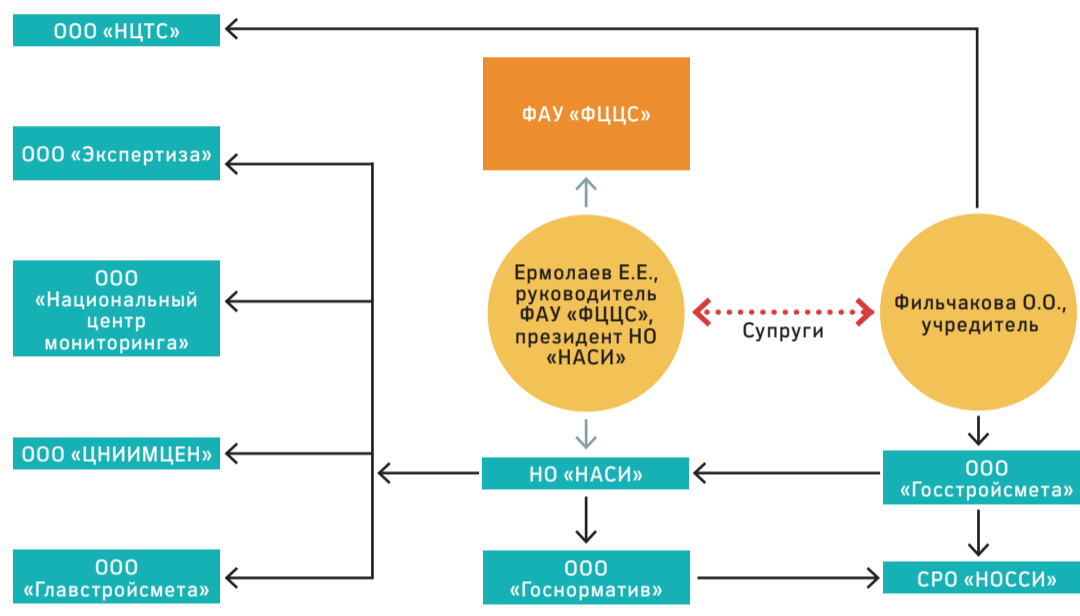 ООО «НЦТС»
ФАУ «ФЦЦС»
ООО «Экспертиза»
ООО
«Национальный
центр
мониторинга»
Ермолаев Е.Е.,
руководитель
ФАУ «ФЦЦС»,
президент НО
«НАСИ»
Супруги
Фильчакова О.О.,
учредитель
ООО «ЦНИИМЦЕН»
НО «НАСИ»
ООО
«Госстройсмета»
ООО
«Главстройсмета»
ООО
«Госнорматив»
СРО «НОССИ»